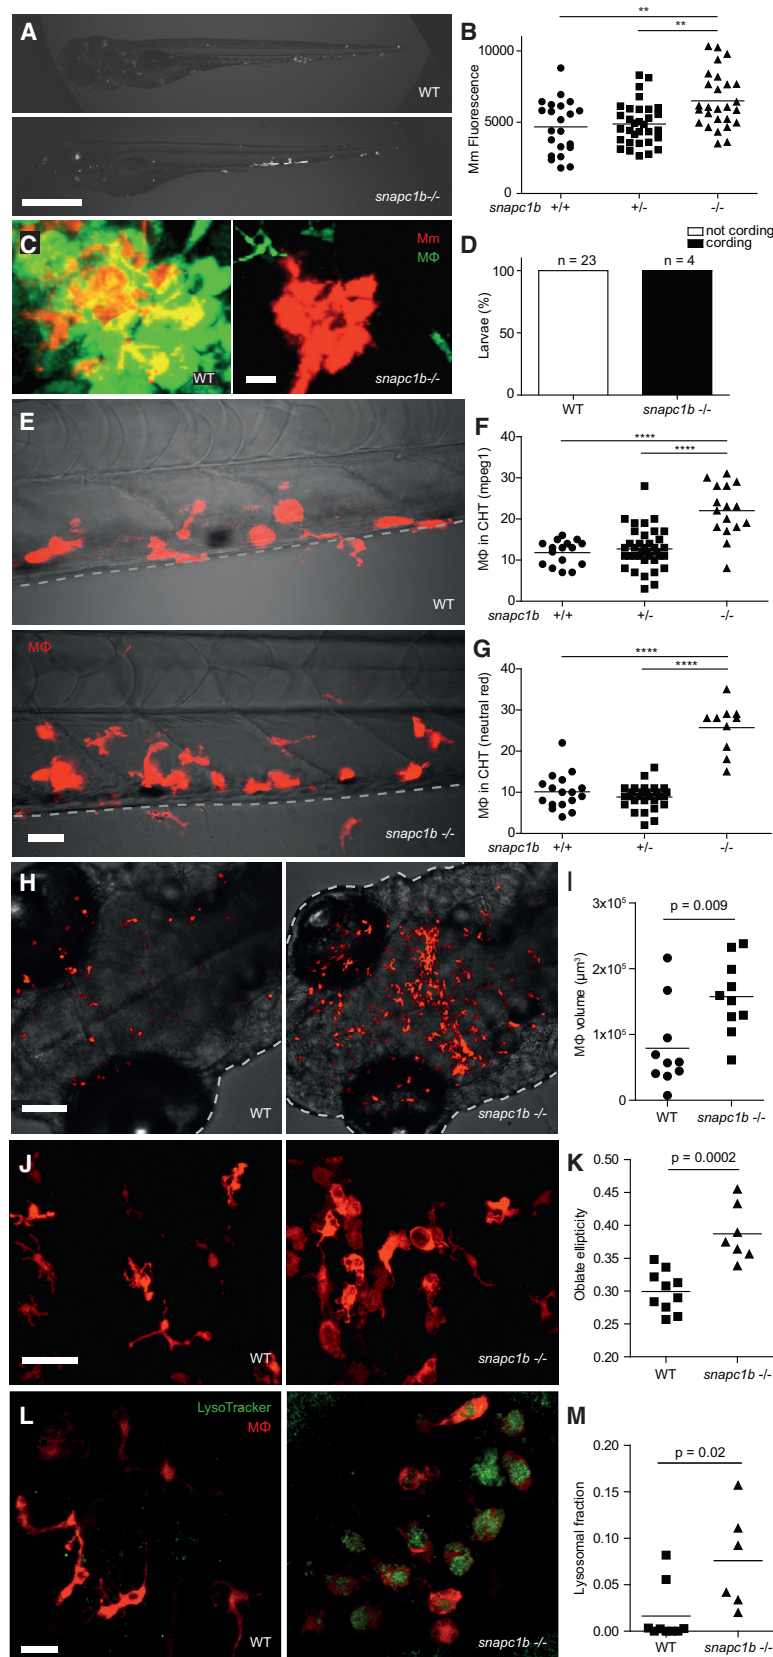 A
WT
snapc1b-/-
B
**
**
Mm Fluorescence
10000
5000
0
snapc1b +/+ +/- -/-
C
WT
Mm
MΦ
snapc1b-/-
D
not cording
cording
n = 23 n = 4
Larvae (%)
100
50
0
WT snapc1b -/-
E
WT
MΦ
snapc1b -/-
F
****
****
MΦ in CHT (mpeg1)
40
30
20
10
0
snapc1b +/+ +/- -/-
G
****
****
MΦ in CHT (neutral red)
40
30
20
10
0
snapc1b +/+ +/- -/-
H
WT
snapc1b -/-
I
p = 0.009
MΦ volume (µm³)
3x10⁵
2x10⁵
1x10⁵
0
WT snapc1b -/-
J
WT
snapc1b -/-
K
p = 0.0002
Oblate ellipticity
0.50
0.45
0.40
0.35
0.30
0.25
0.20
WT snapc1b -/-
L
LysoTracker
MΦ
WT
snapc1b -/-
M
p = 0.02
Lysosomal fraction
0.20
0.15
0.10
0.05
0.00
WT snapc1b -/-